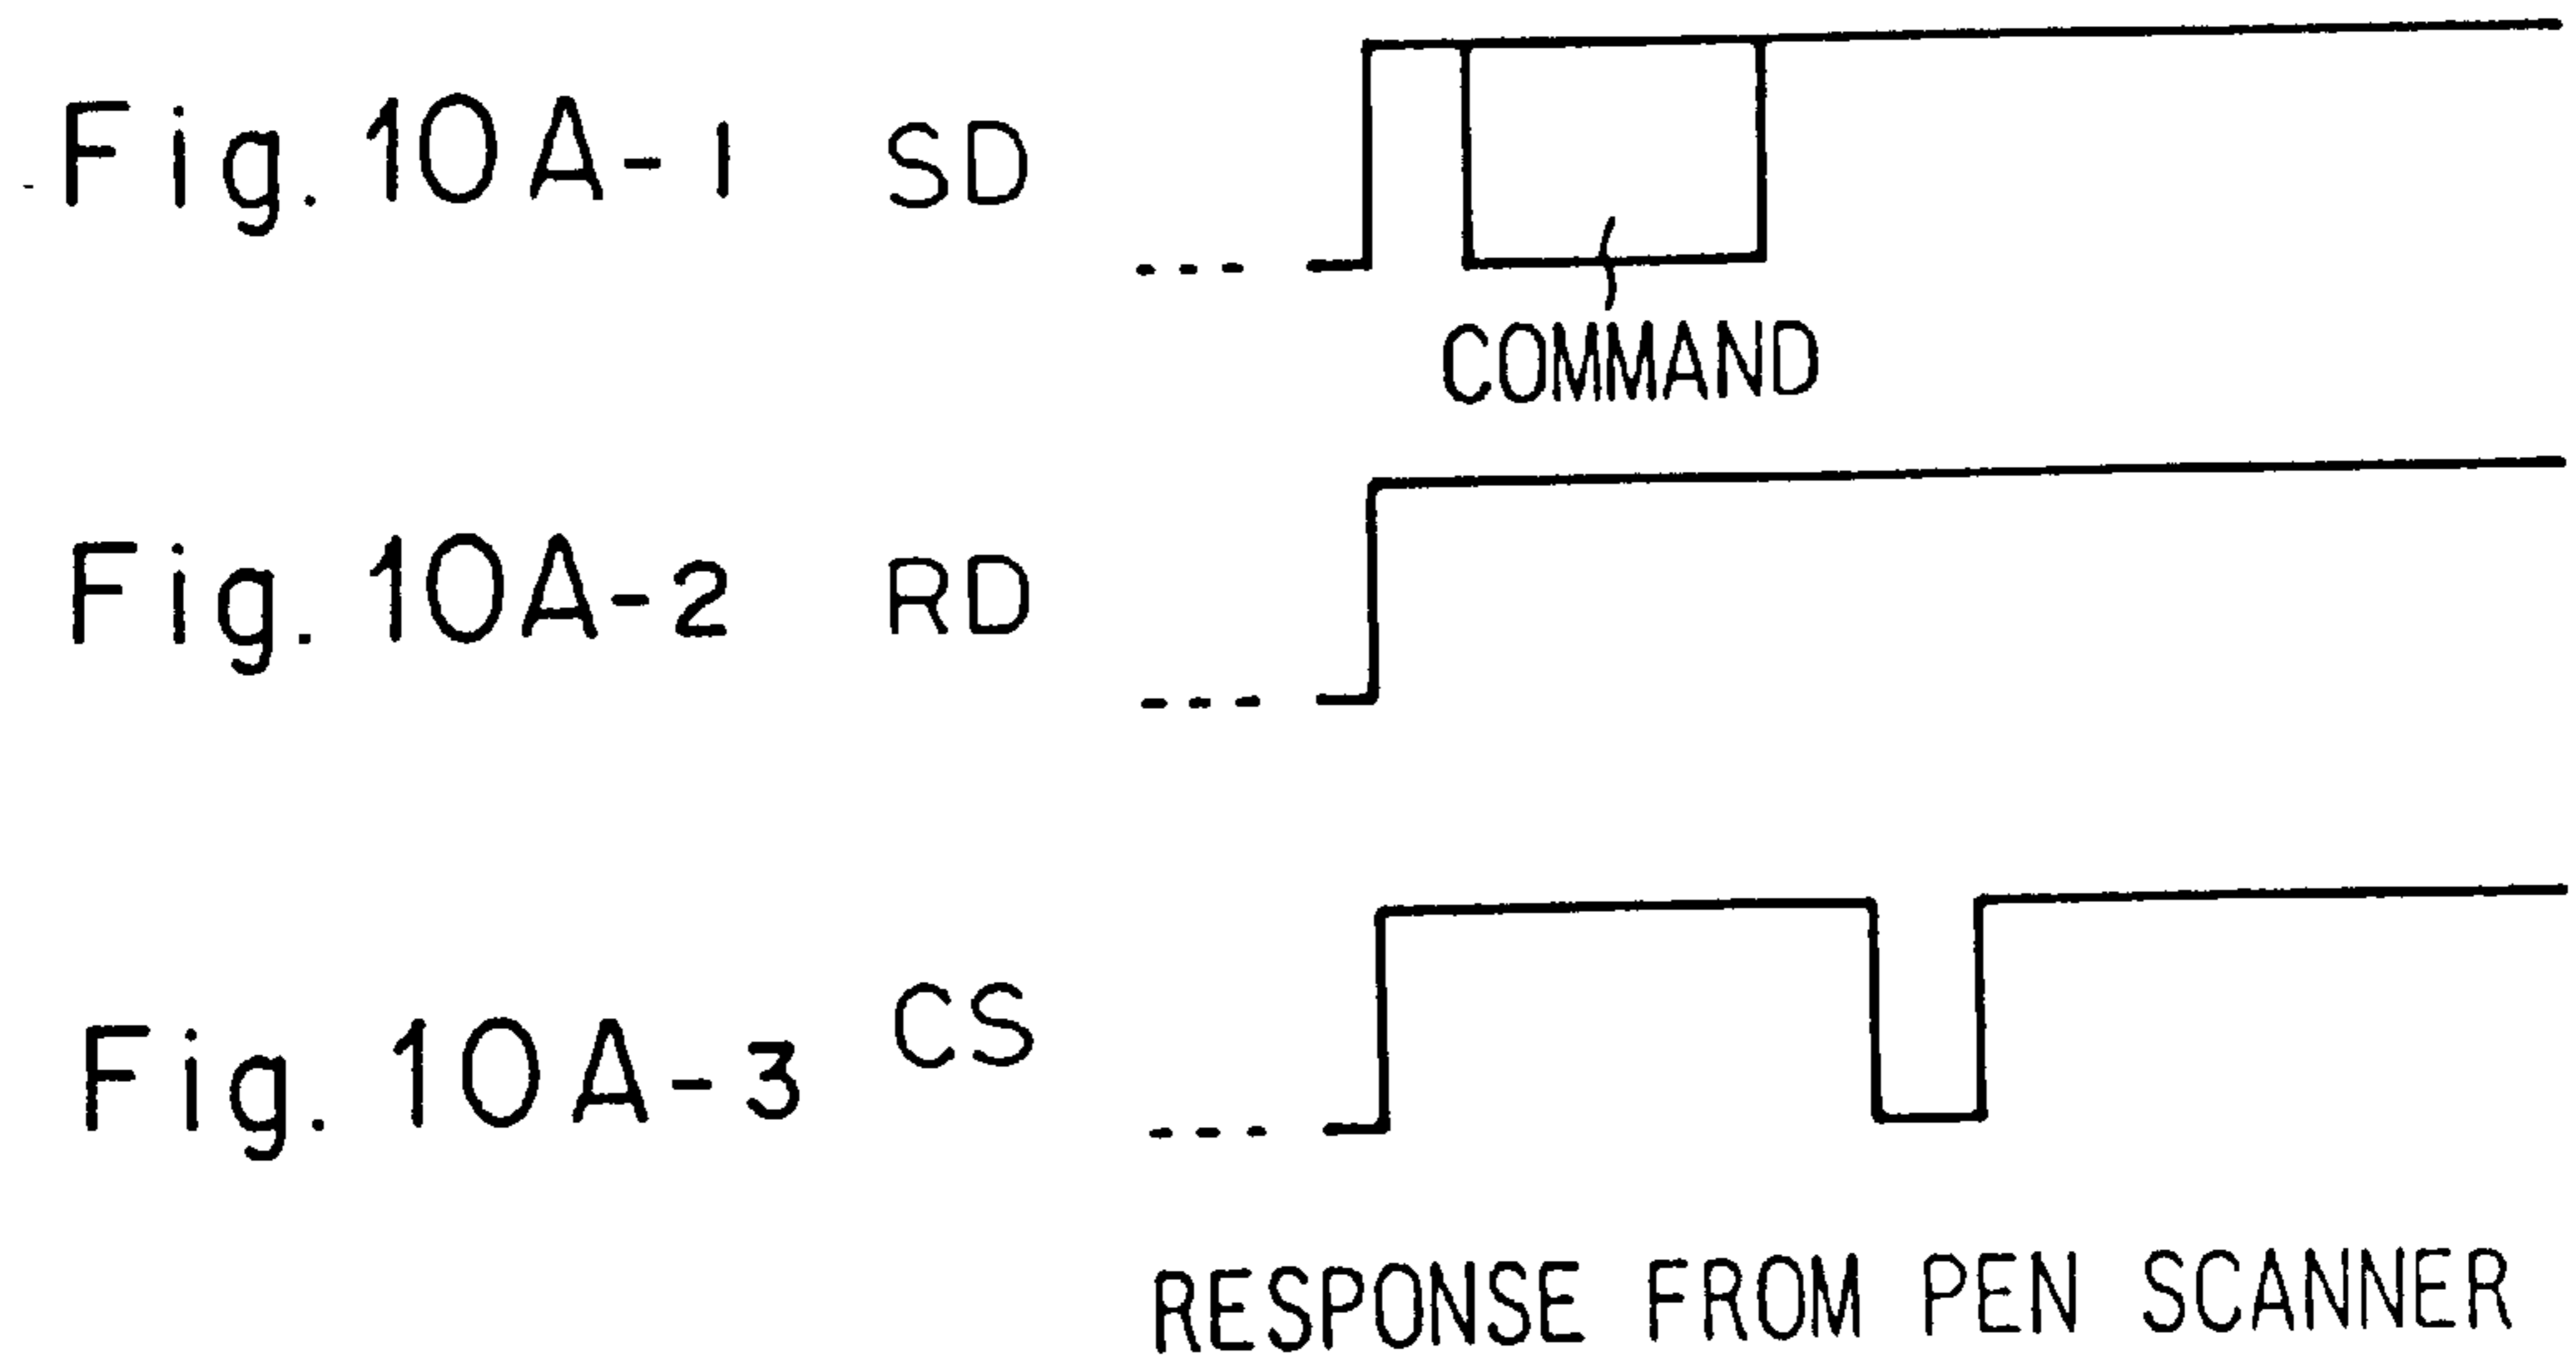 Fig. 10A-1 SD
COMMAND
Fig. 10A-2 RD
Fig. 10A-3 CS
RESPONSE FROM PEN SCANNER